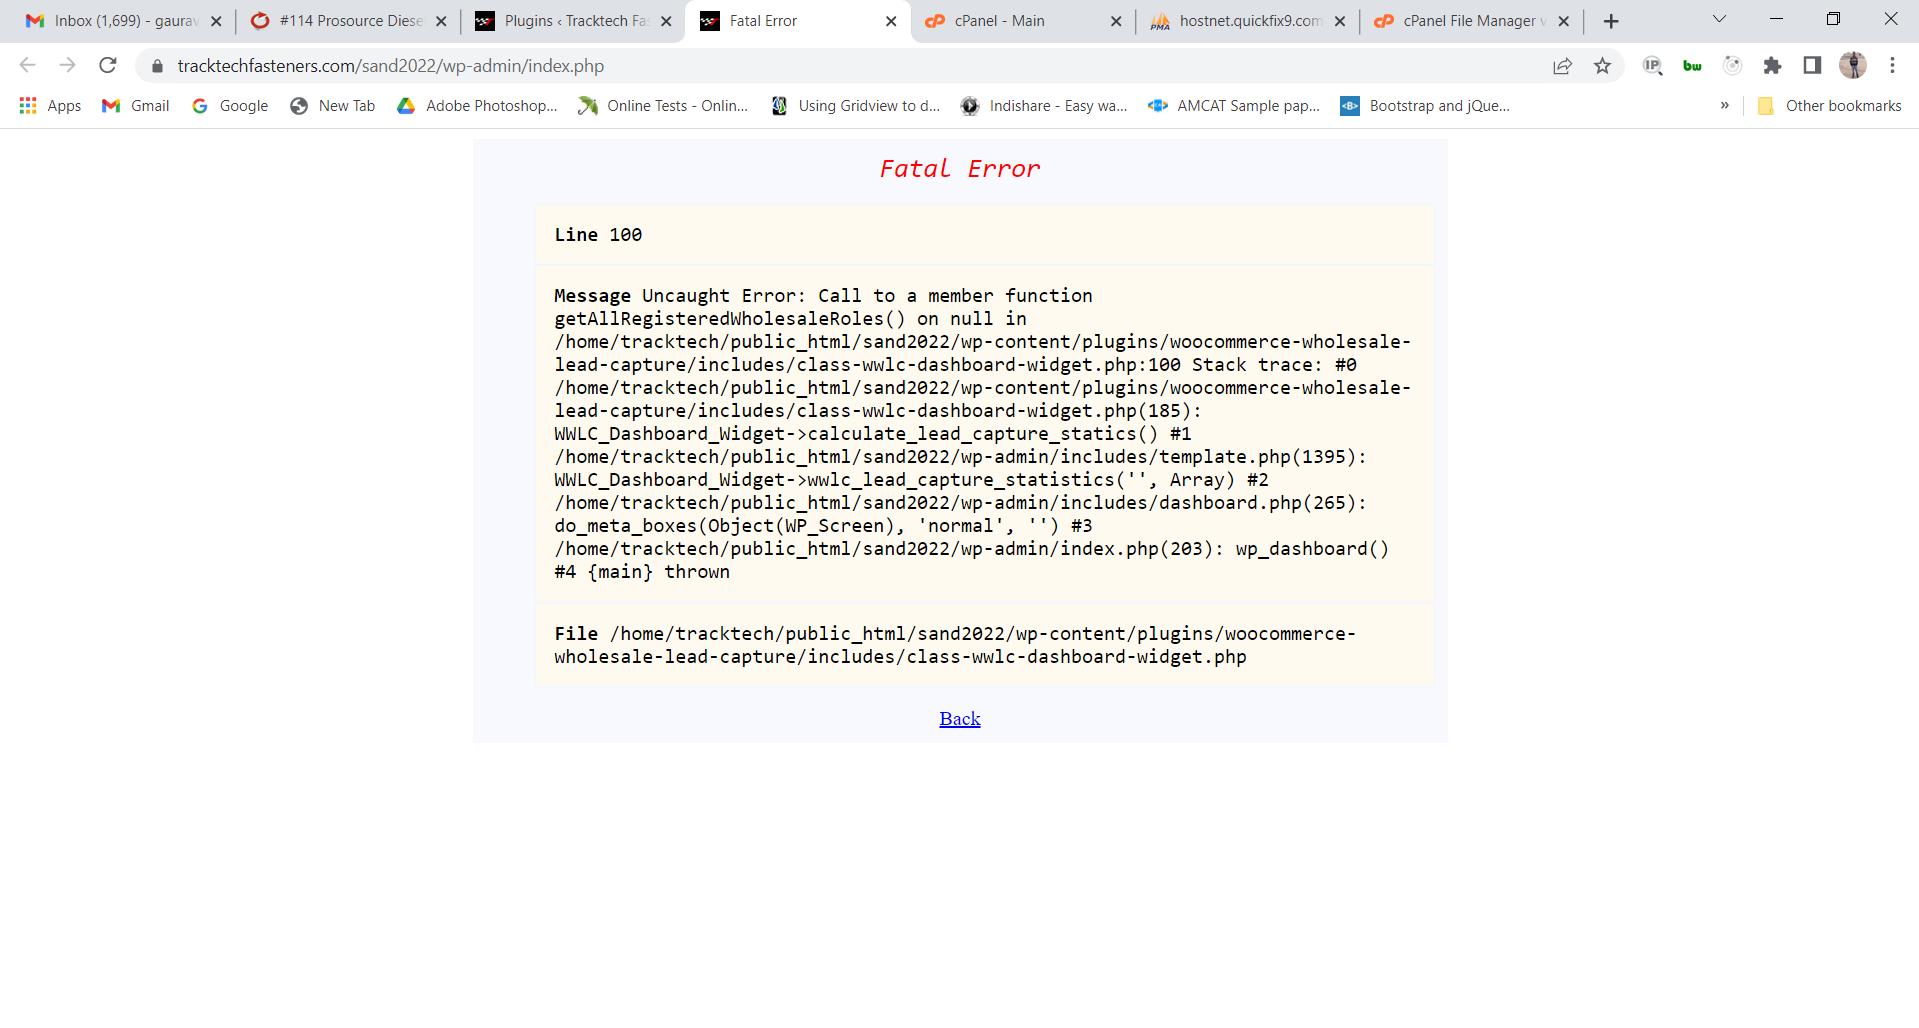 Inbox (1,699) - gaurav
#114 Prosource Diese
Plugins ‹ Tracktech Fas
Fatal Error
cPanel - Main
hostnet.quickfix9.com
cPanel File Manager v
tracktechfasteners.com/sand2022/wp-admin/index.php
IP
bw
Apps
Gmail
Google
New Tab
Adobe Photoshop...
Online Tests - Onlin...
Using Gridview to d...
Indishare - Easy wa...
AMCAT Sample pap...
Bootstrap and jQue...
»
Other bookmarks
Fatal Error
Line 100
Message Uncaught Error: Call to a member function
getAllRegisteredWholesaleRoles() on null in
/home/tracktech/public_html/sand2022/wp-content/plugins/woocommerce-wholesale-
lead-capture/includes/class-wwlc-dashboard-widget.php:100 Stack trace: #0
/home/tracktech/public_html/sand2022/wp-content/plugins/woocommerce-wholesale-
lead-capture/includes/class-wwlc-dashboard-widget.php(185):
WWLC_Dashboard_Widget->calculate_lead_capture_statics() #1
/home/tracktech/public_html/sand2022/wp-admin/includes/template.php(1395):
WWLC_Dashboard_Widget->wwlc_lead_capture_statistics('', Array) #2
/home/tracktech/public_html/sand2022/wp-admin/includes/dashboard.php(265):
do_meta_boxes(Object(WP_Screen), 'normal', '') #3
/home/tracktech/public_html/sand2022/wp-admin/index.php(203): wp_dashboard()
#4 {main} thrown
File /home/tracktech/public_html/sand2022/wp-content/plugins/woocommerce-
wholesale-lead-capture/includes/class-wwlc-dashboard-widget.php
Back